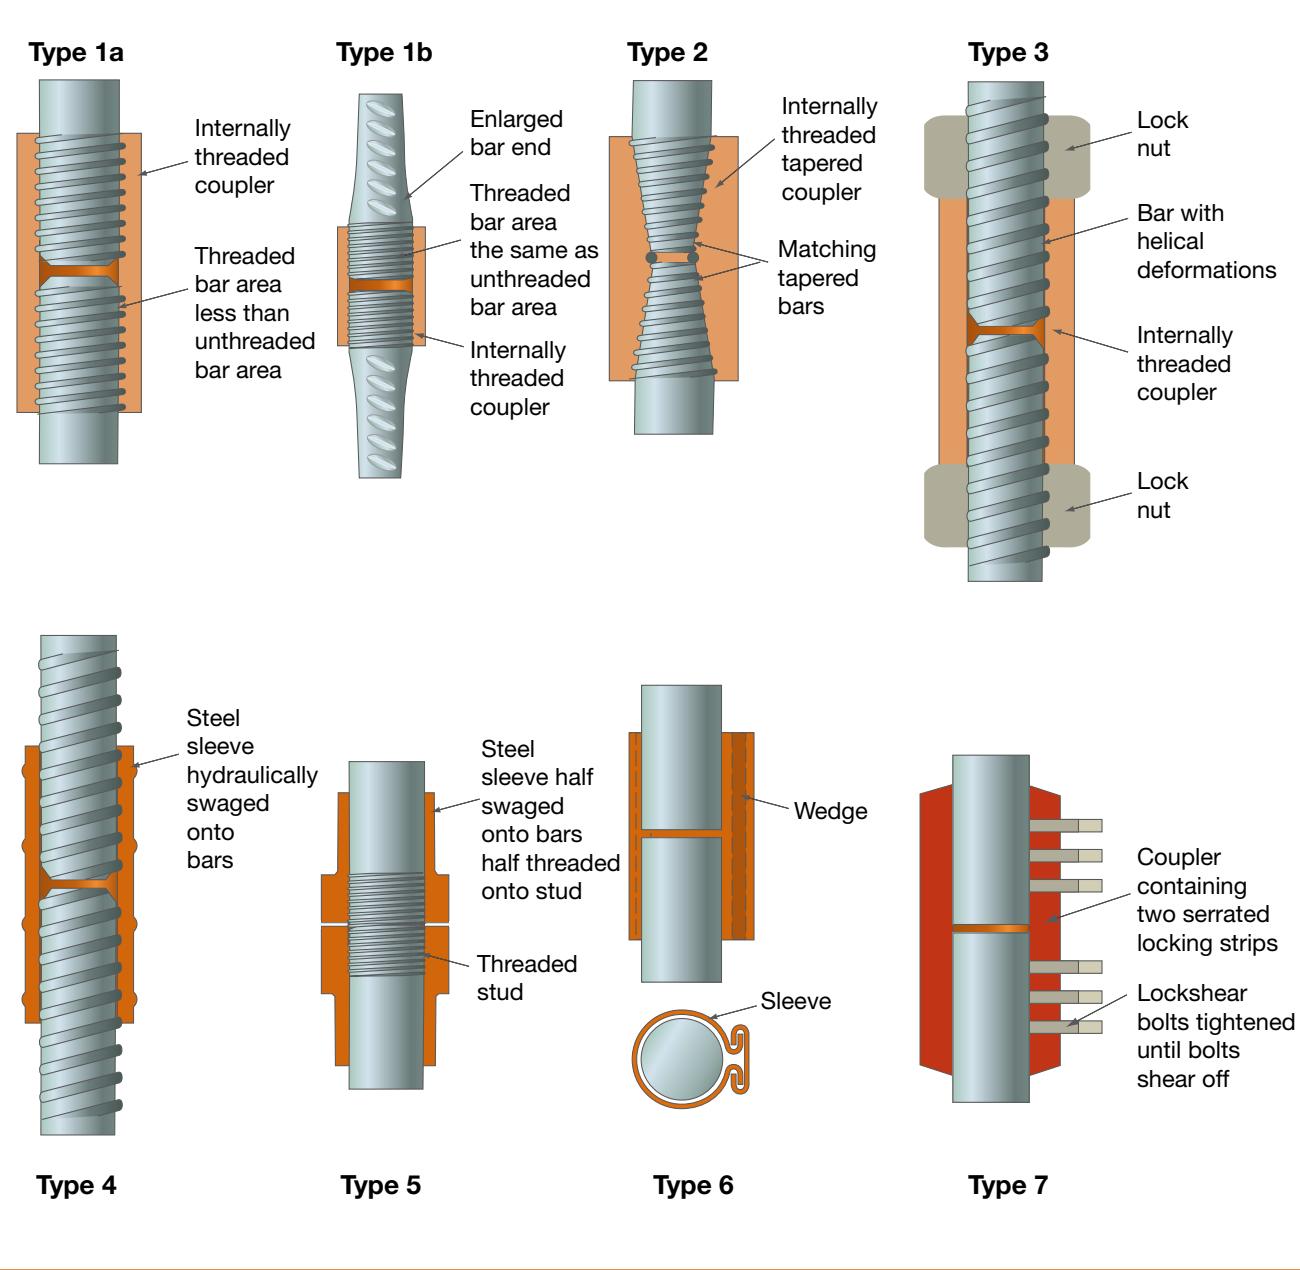 Type 1a
Type 1b
Type 2
Type 3
Internally
threaded
coupler
Threaded
bar area
less than
unthreaded
bar area
Enlarged
bar end
Threaded
bar area
the same as
unthreaded
bar area
Internally
threaded
coupler
Internally
threaded
tapered
coupler
Matching
tapered
bars
Lock
nut
Bar with
helical
deformations
Internally
threaded
coupler
Lock
nut
Steel
sleeve
hydraulically
swaged
onto
bars
Steel
sleeve half
swaged
onto bars
half threaded
onto stud
Threaded
stud
Wedge
Sleeve
Coupler
containing
two serrated
locking strips
Lockshear
bolts tightened
until bolts
shear off
Type 4
Type 5
Type 6
Type 7